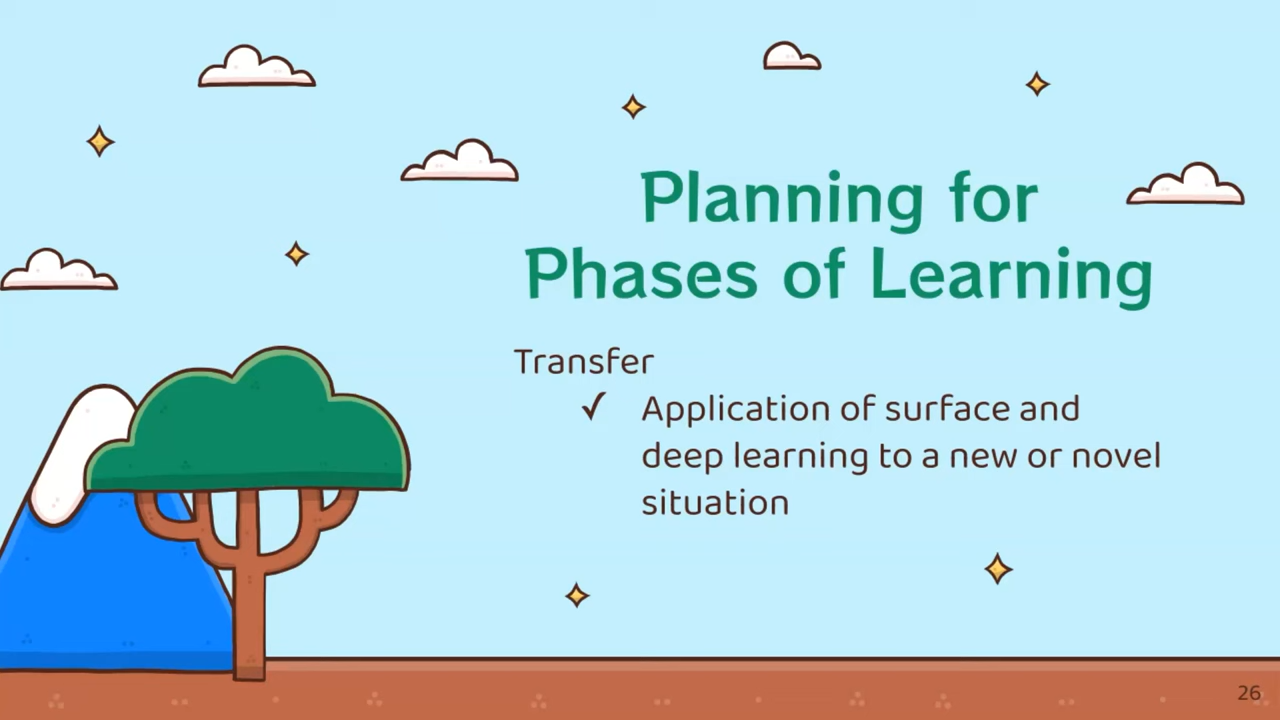 Planning for
Phases of Learning
Transfer
✓ Application of surface and
deep learning to a new or novel
situation
26